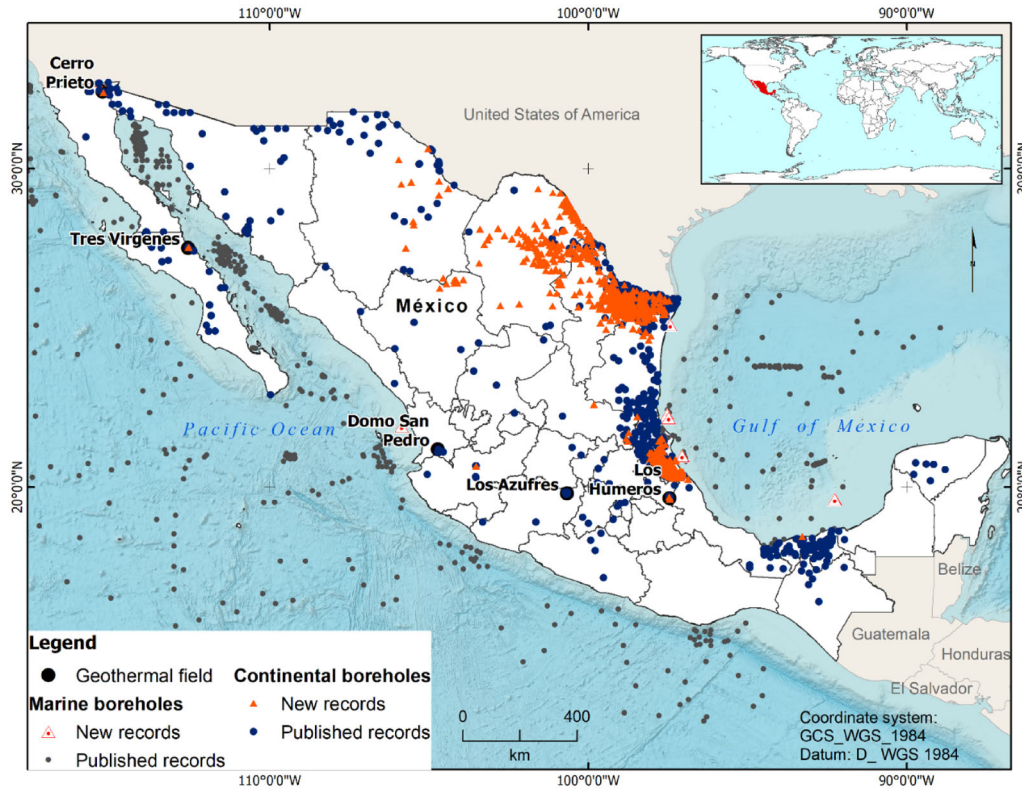 110°0'0"W
100°0'0"W
90°0'0"W
Cerro
Prieto
United States of America
30°0'0"N
30°0'0"N
Tres Virgenes
México
N
Domo San
Pedro
Pacific Ocean
Gulf of México
Los Azufres
Los
Humeros
20°0'0"N
20°0'0"N
Belize
Guatemala
Honduras
El Salvador
Legend
Geothermal field
Marine boreholes
New records
Published records
Continental boreholes
New records
Published records
0
400
km
Coordinate system:
GCS_WGS_1984
Datum: D_ WGS 1984
110°0'0"W
100°0'0"W
90°0'0"W